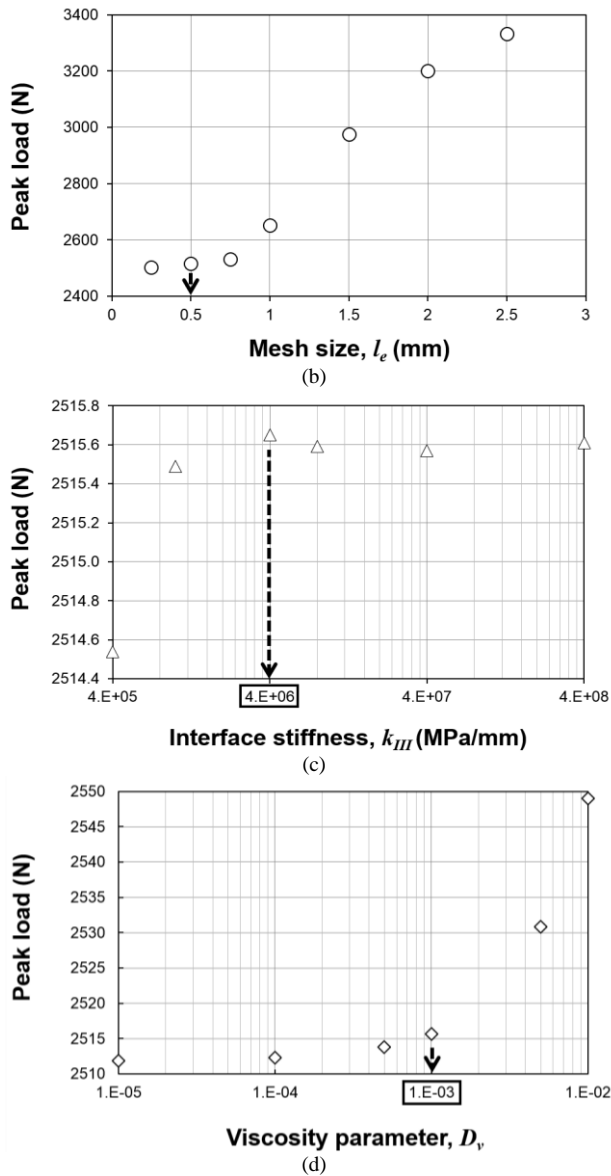 3400
3200
3000
2800
2600
2400
Peak load (N)
0 0.5 1 1.5 2 2.5 3
Mesh size, l_e (mm)
(b)
2515.8
2515.6
2515.4
2515.2
2515.0
2514.8
2514.6
2514.4
Peak load (N)
4.E+05 4.E+06 4.E+07 4.E+08
Interface stiffness, k_III (MPa/mm)
(c)
2550
2545
2540
2535
2530
2525
2520
2515
2510
Peak load (N)
1.E-05 1.E-04 1.E-03 1.E-02
Viscosity parameter, D_v
(d)